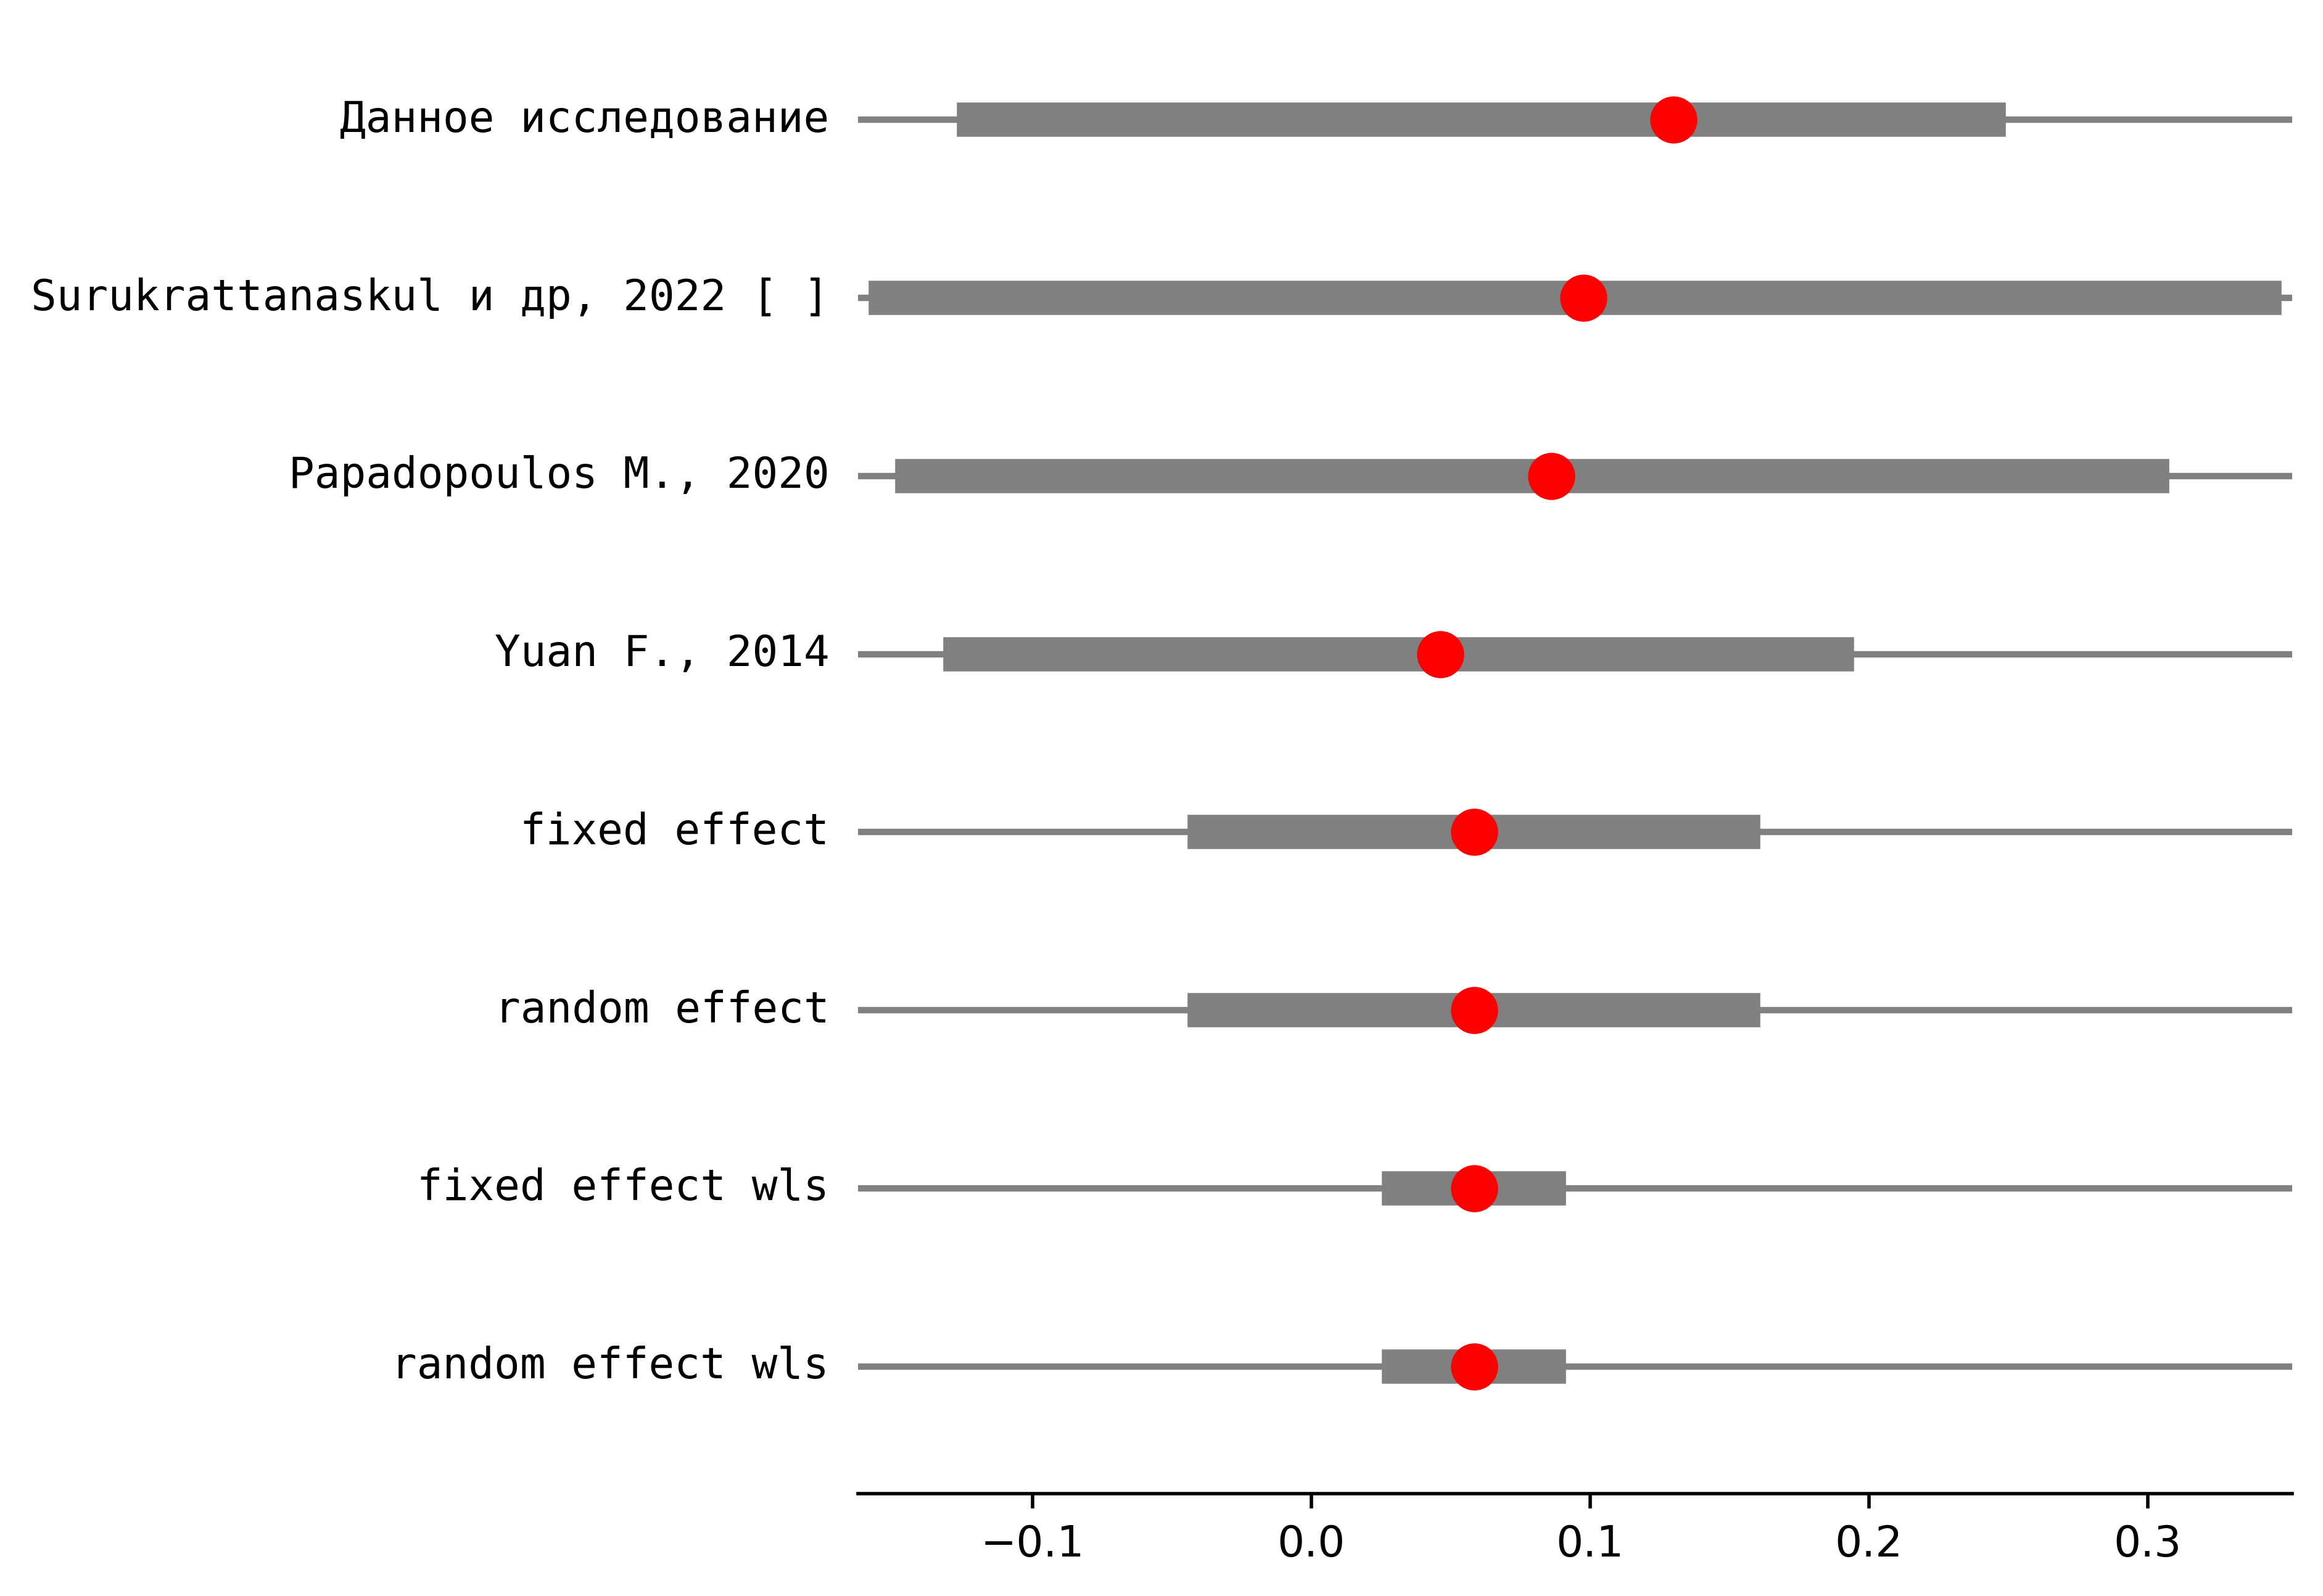 Данное исследование
Surukrattanaskul и др, 2022 [ ]
Papadopoulos M., 2020
Yuan F., 2014
fixed effect
random effect
fixed effect wls
random effect wls
−0.1 0.0 0.1 0.2 0.3